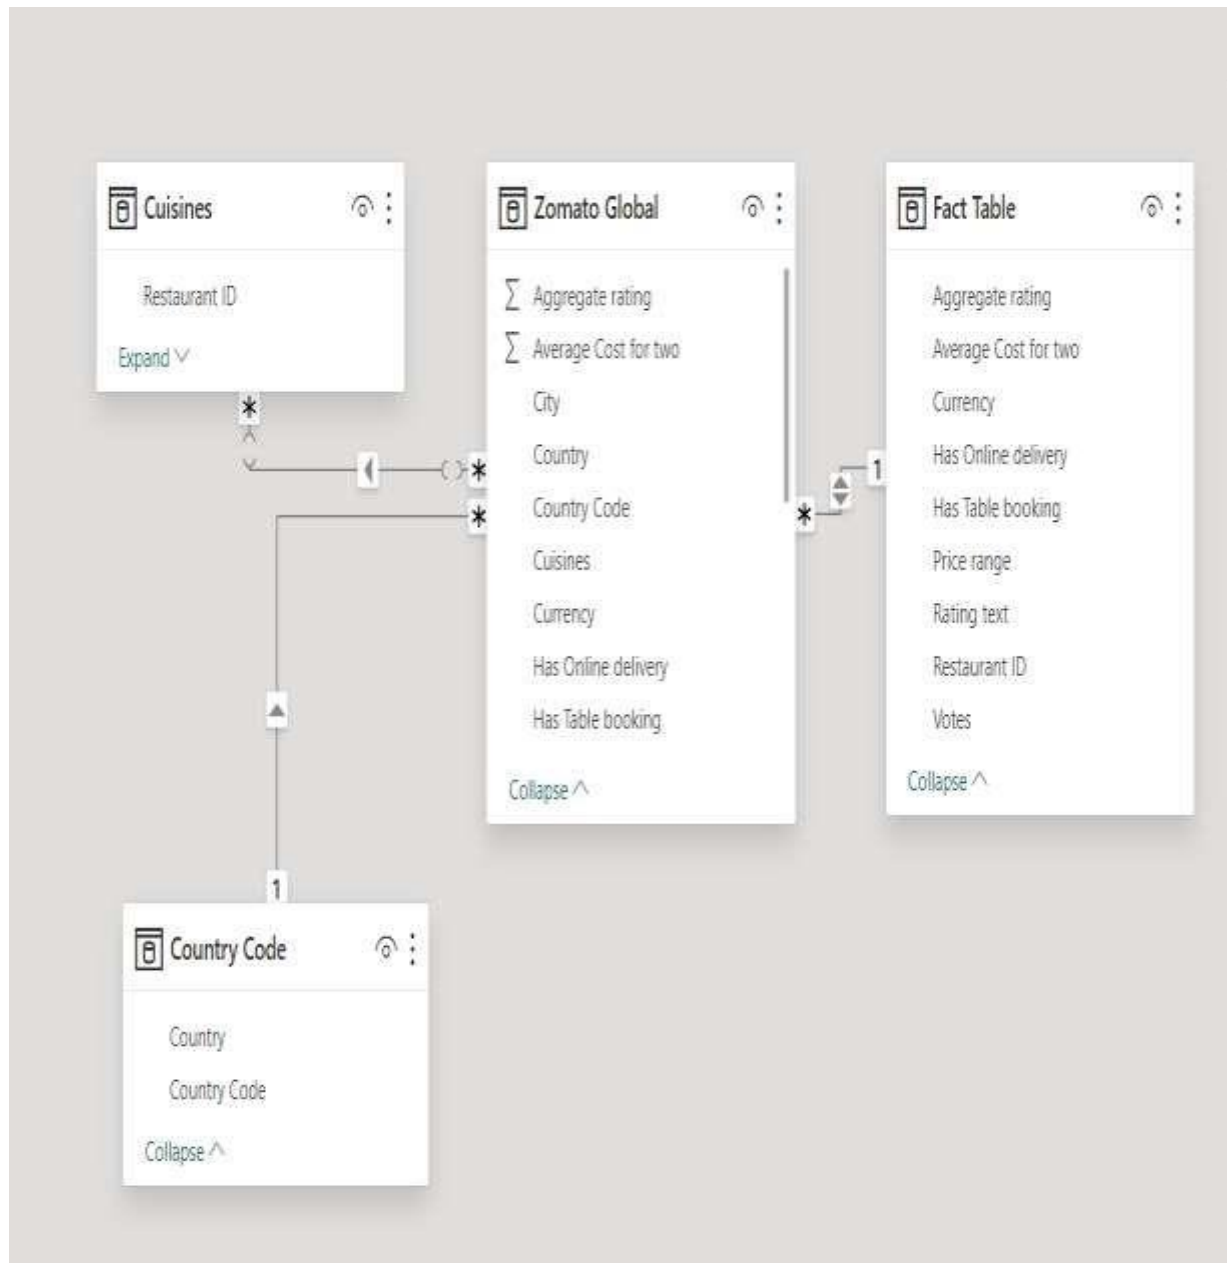 Cuisines
Restaurant ID
Expand
*
Zomato Global
Σ Aggregate rating
Σ Average Cost for two
City
Country
Country Code
Cuisines
Currency
Has Online delivery
Has Table booking
Collapse
*
*
*
1
Fact Table
Aggregate rating
Average Cost for two
Currency
Has Online delivery
Has Table booking
Price range
Rating text
Restaurant ID
Votes
Collapse
1
Country Code
Country
Country Code
Collapse